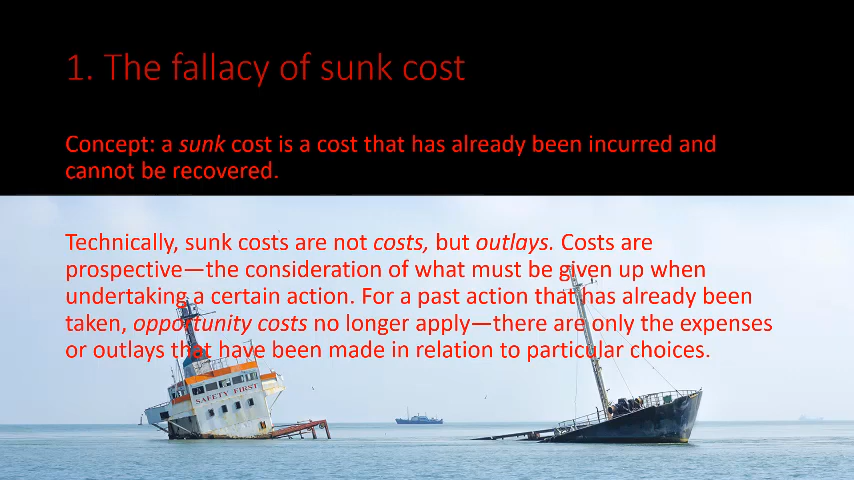 1. The fallacy of sunk cost
Concept: a sunk cost is a cost that has already been incurred and
cannot be recovered.
Technically, sunk costs are not costs, but outlays. Costs are
prospective—the consideration of what must be given up when
undertaking a certain action. For a past action that has already been
taken, opportunity costs no longer apply—there are only the expenses
or outlays that have been made in relation to particular choices.
SAFETY FIRST